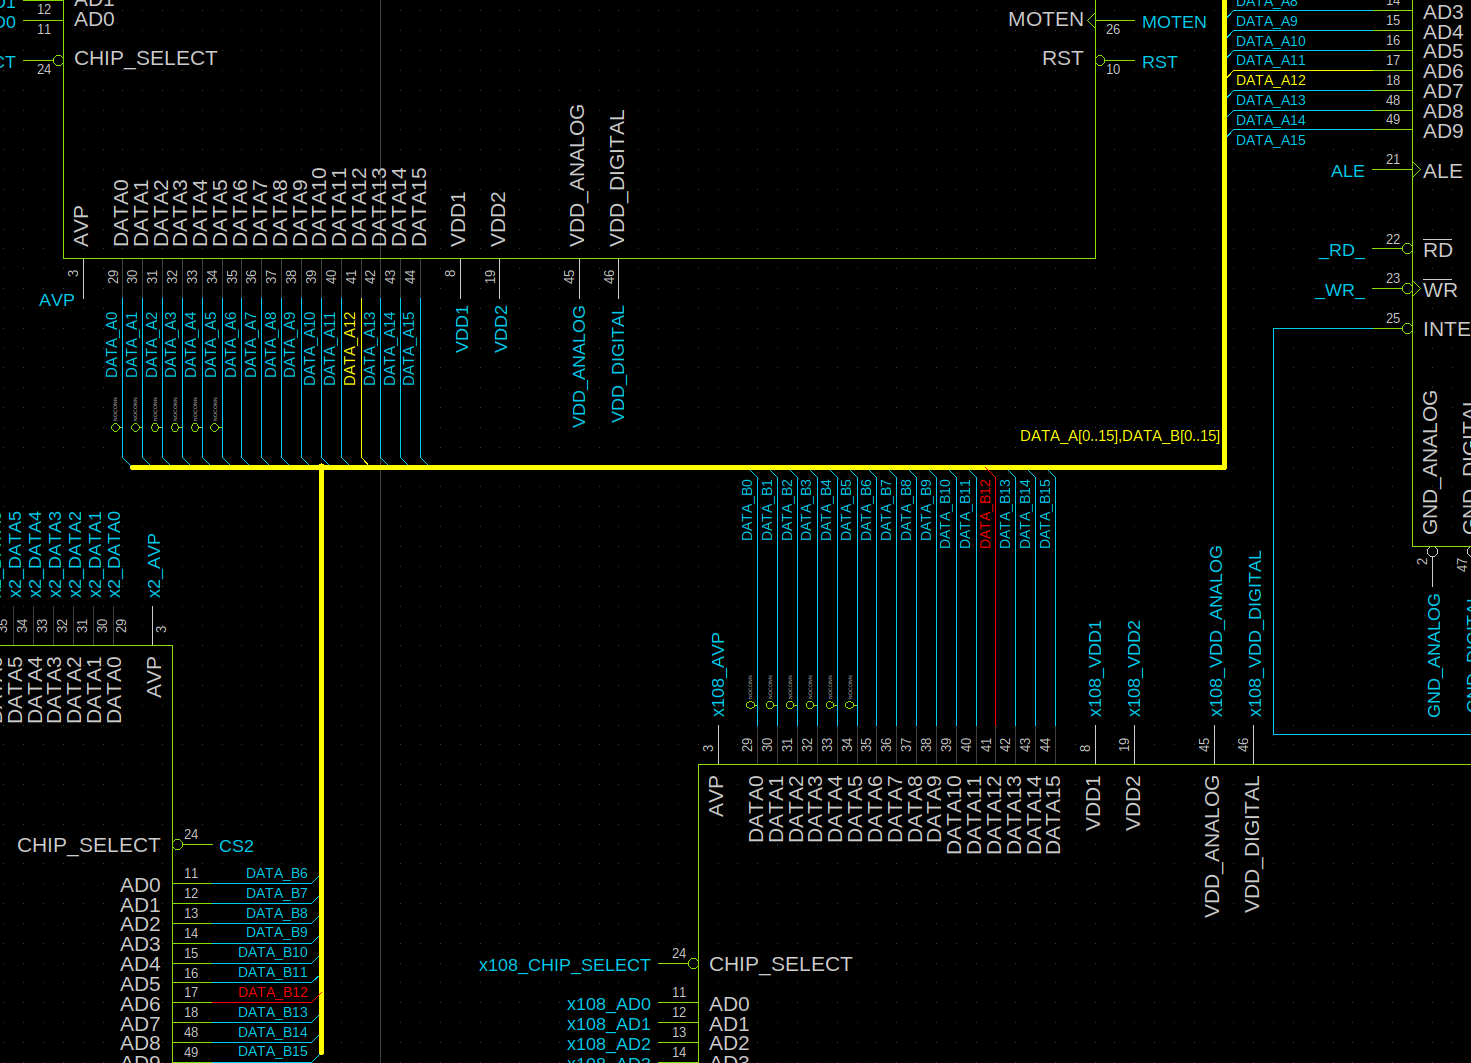 12
AD1
AD0
11
CHIP_SELECT
24
MOTEN
26
MOTEN
RST
10
RST
DATA_A8
14
AD3
DATA_A9
15
AD4
DATA_A10
16
AD5
DATA_A11
17
AD6
DATA_A12
18
AD7
DATA_A13
48
AD8
DATA_A14
49
AD9
DATA_A15
ALE
21
ALE
_RD_
22
RD
_WR_
23
WR
25
INTE
AVP
DATA0
DATA1
DATA2
DATA3
DATA4
DATA5
DATA6
DATA7
DATA8
DATA9
DATA10
DATA11
DATA12
DATA13
DATA14
DATA15
VDD1
VDD2
VDD_ANALOG
VDD_DIGITAL
3
29
30
31
32
33
34
35
36
37
38
39
40
41
42
43
44
8
19
45
46
AVP
DATA_A0
DATA_A1
DATA_A2
DATA_A3
DATA_A4
DATA_A5
DATA_A6
DATA_A7
DATA_A8
DATA_A9
DATA_A10
DATA_A11
DATA_A12
DATA_A13
DATA_A14
DATA_A15
VDD1
VDD2
VDD_ANALOG
VDD_DIGITAL
NOCONN
NOCONN
NOCONN
NOCONN
NOCONN
NOCONN
DATA_A[0..15],DATA_B[0..15]
GND_ANALOG
2
47
GND_ANALOG
x2_DATA5
x2_DATA4
x2_DATA3
x2_DATA2
x2_DATA1
x2_DATA0
x2_AVP
35
34
33
32
31
30
29
3
DATA5
DATA4
DATA3
DATA2
DATA1
DATA0
AVP
DATA_B0
DATA_B1
DATA_B2
DATA_B3
DATA_B4
DATA_B5
DATA_B6
DATA_B7
DATA_B8
DATA_B9
DATA_B10
DATA_B11
DATA_B12
DATA_B13
DATA_B14
DATA_B15
NOCONN
NOCONN
NOCONN
NOCONN
NOCONN
NOCONN
x108_AVP
x108_VDD1
x108_VDD2
x108_VDD_ANALOG
x108_VDD_DIGITAL
3
29
30
31
32
33
34
35
36
37
38
39
40
41
42
43
44
8
19
45
46
AVP
DATA0
DATA1
DATA2
DATA3
DATA4
DATA5
DATA6
DATA7
DATA8
DATA9
DATA10
DATA11
DATA12
DATA13
DATA14
DATA15
VDD1
VDD2
VDD_ANALOG
VDD_DIGITAL
CHIP_SELECT
24
CS2
AD0
11
DATA_B6
AD1
12
DATA_B7
AD2
13
DATA_B8
AD3
14
DATA_B9
AD4
15
DATA_B10
AD5
16
DATA_B11
AD6
17
DATA_B12
AD7
18
DATA_B13
AD8
48
DATA_B14
AD9
49
DATA_B15
x108_CHIP_SELECT
24
CHIP_SELECT
x108_AD0
11
AD0
x108_AD1
12
AD1
x108_AD2
13
AD2
x108_AD3
14
AD3